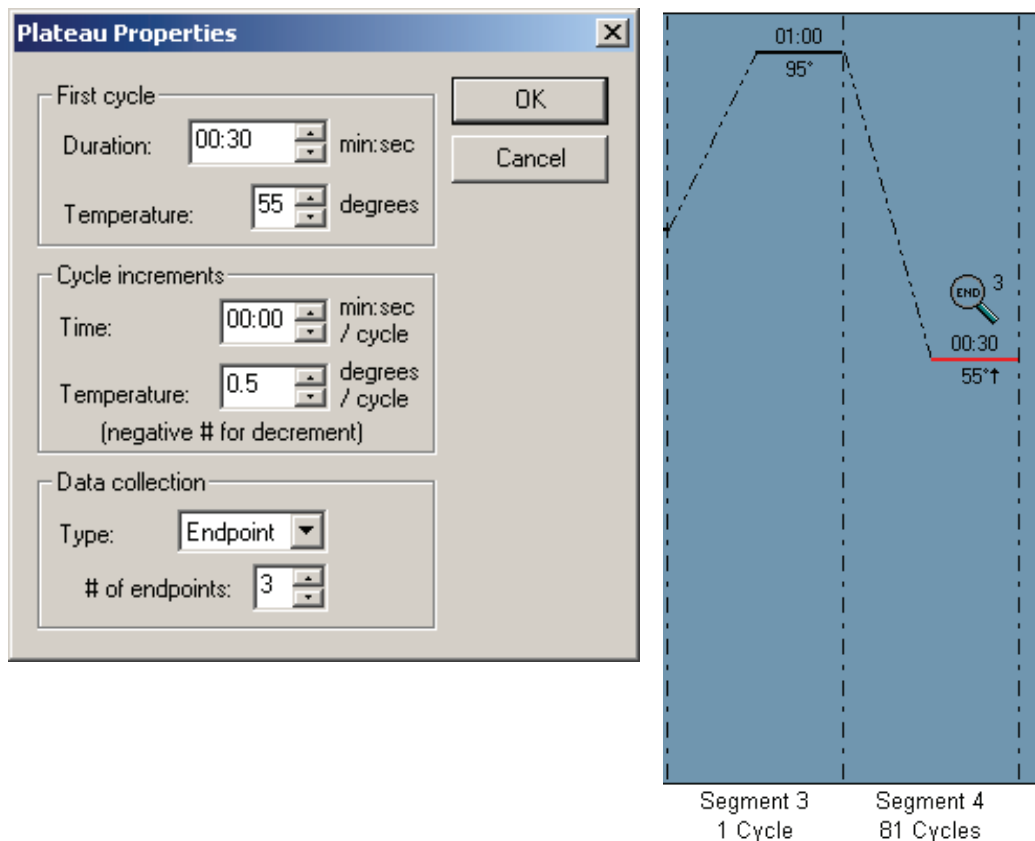 Plateau Properties
First cycle
Duration: 00:30 min:sec
Temperature: 55 degrees
OK
Cancel
Cycle increments
Time: 00:00 min:sec
/ cycle
Temperature: 0.5 degrees
/ cycle
(negative # for decrement)
Data collection
Type: Endpoint
# of endpoints: 3
01:00
95°
END 3
00:30
55°↑
Segment 3
1 Cycle
Segment 4
81 Cycles